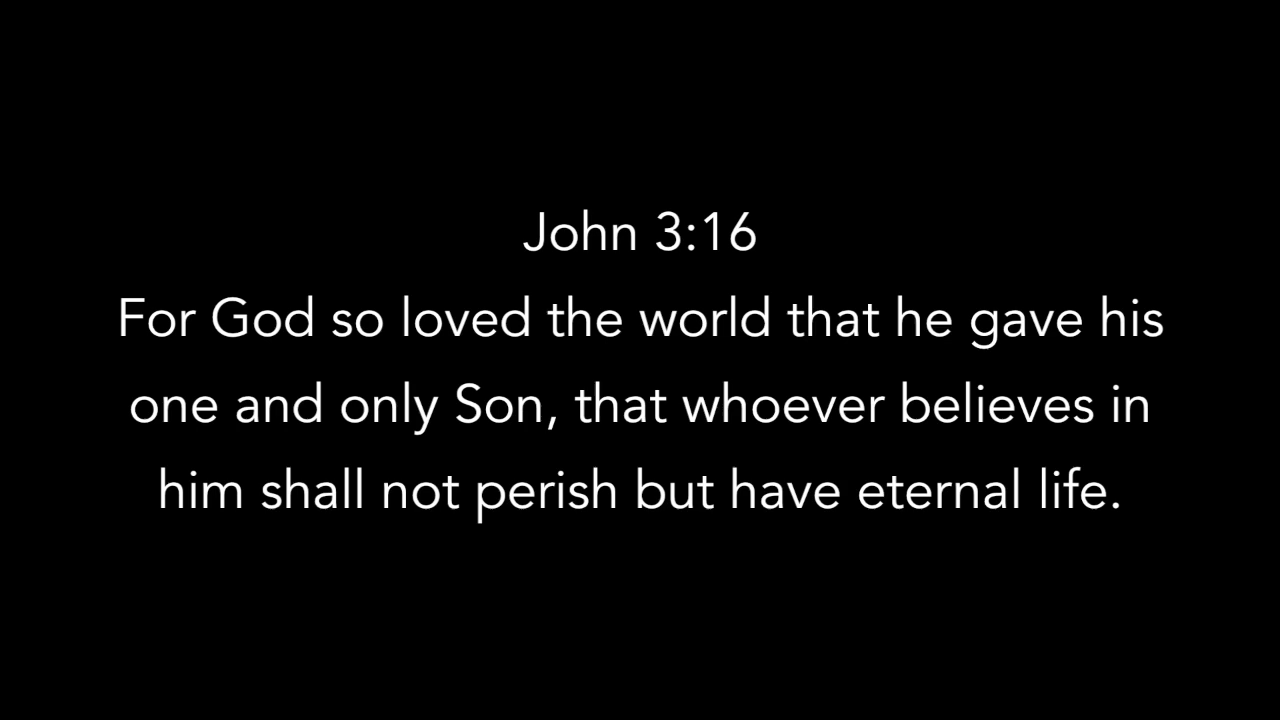 John 3:16
For God so loved the world that he gave his
one and only Son, that whoever believes in
him shall not perish but have eternal life.